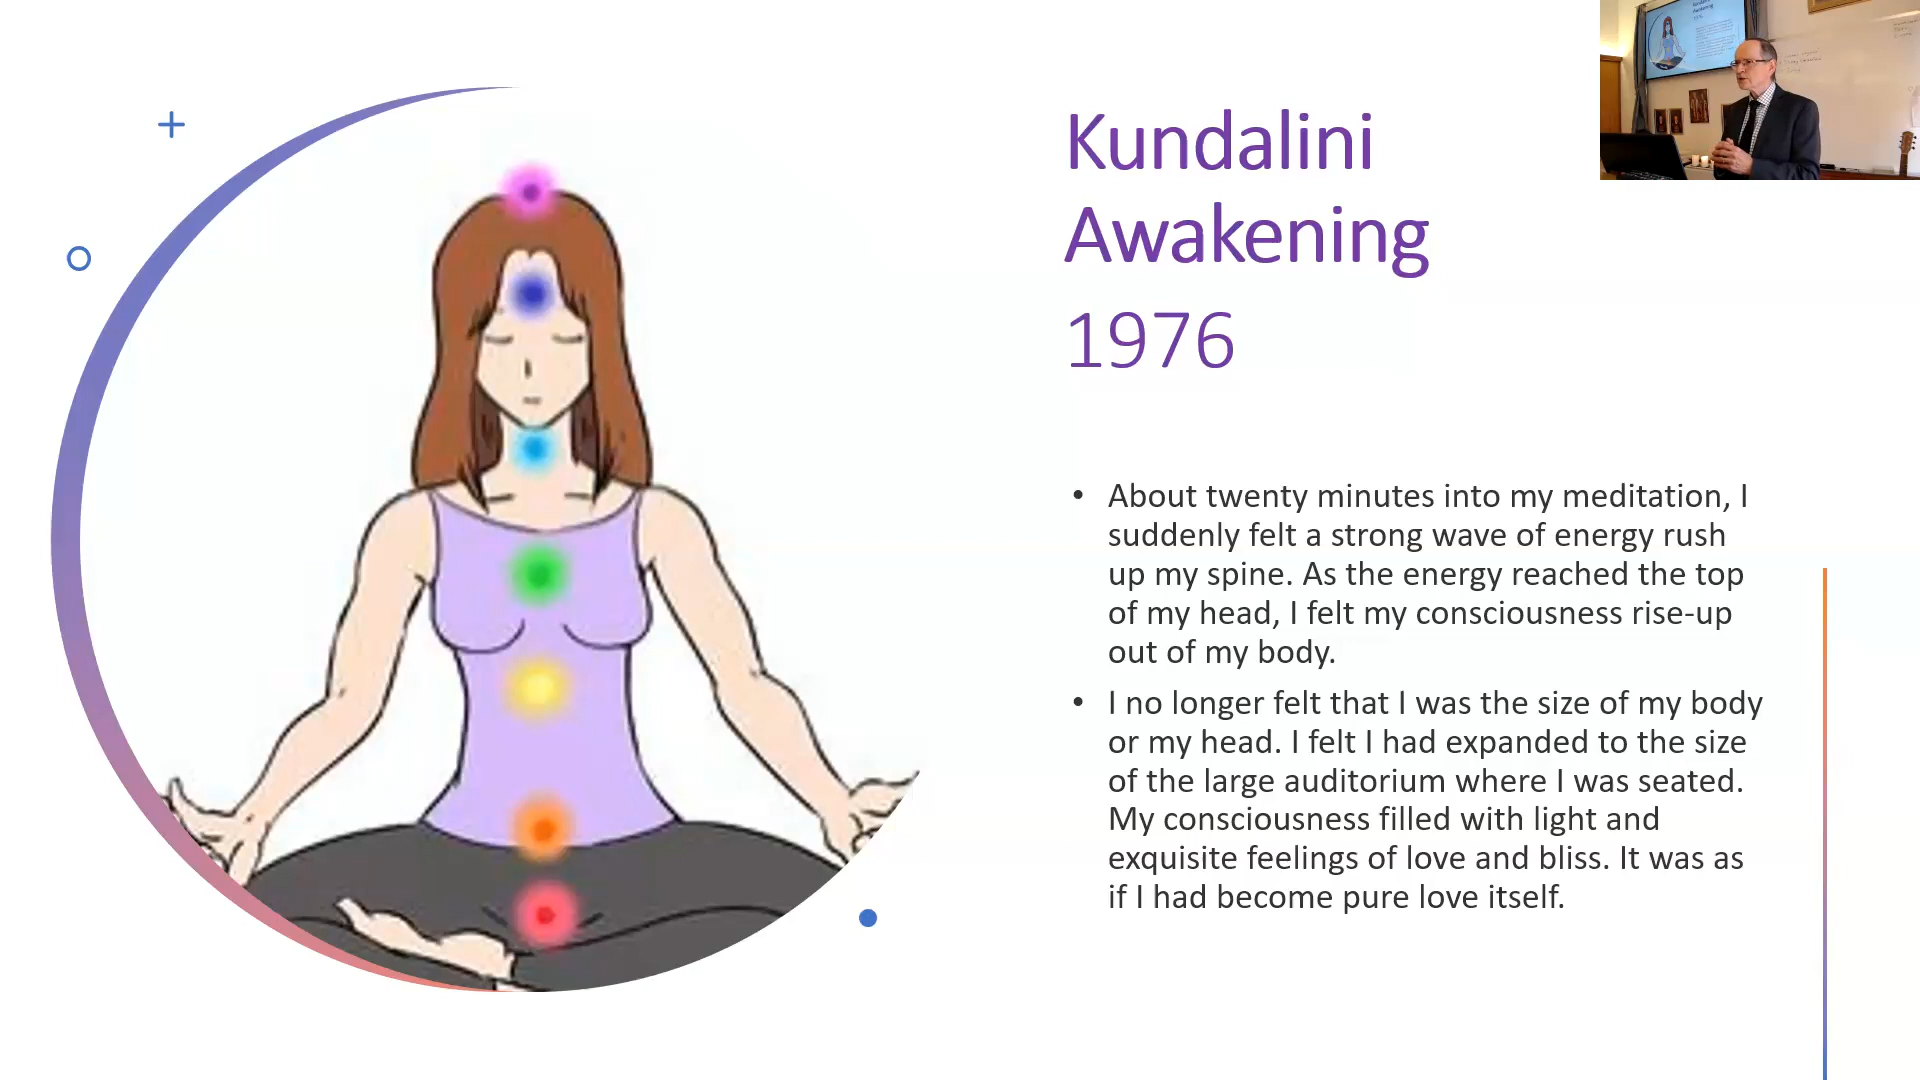 Kundalini
Awakening
1976
• About twenty minutes into my meditation, I
suddenly felt a strong wave of energy rush
up my spine. As the energy reached the top
of my head, I felt my consciousness rise-up
out of my body.
• I no longer felt that I was the size of my body
or my head. I felt I had expanded to the size
of the large auditorium where I was seated.
My consciousness filled with light and
exquisite feelings of love and bliss. It was as
if I had become pure love itself.
Awakening